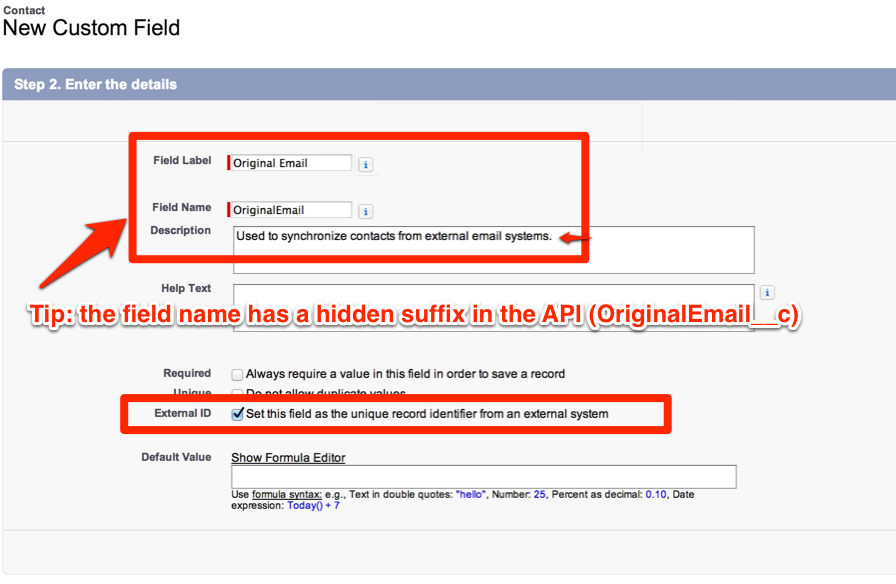 Contact
New Custom Field
Step 2. Enter the details
Field Label Original Email i
Field Name OriginalEmail i
Description Used to synchronize contacts from external email systems.
Help Text i
Tip: the field name has a hidden suffix in the API (OriginalEmail__c)
Required Always require a value in this field in order to save a record
Unique Do not allow duplicate values
External ID Set this field as the unique record identifier from an external system
Default Value Show Formula Editor
Use formula syntax: e.g., Text in double quotes: "hello", Number: 25, Percent as decimal: 0.10, Date
expression: Today() + 7